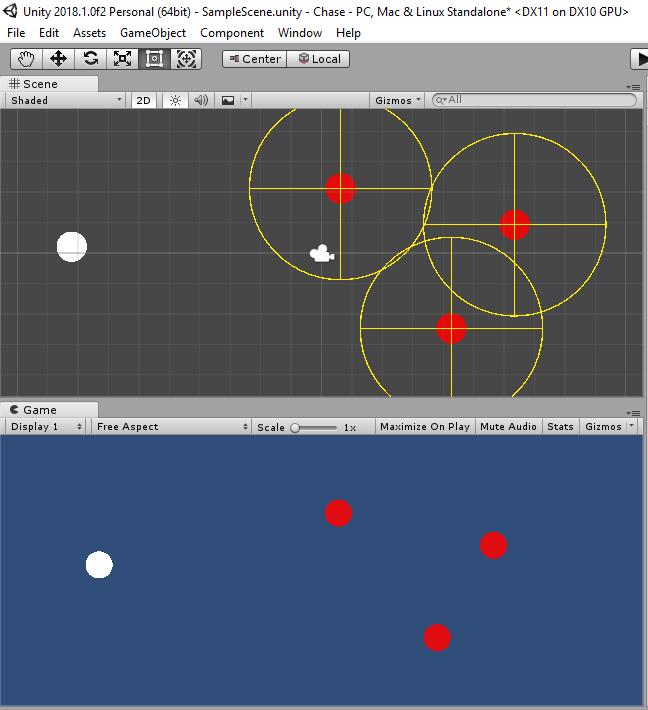 Unity 2018.1.0f2 Personal (64bit) - SampleScene.unity - Chase - PC, Mac & Linux Standalone* <DX11 on DX10 GPU>
File Edit Assets GameObject Component Window Help
Center Local
Scene
Shaded 2D Gizmos All
Game
Display 1 Free Aspect Scale 1x Maximize On Play Mute Audio Stats Gizmos